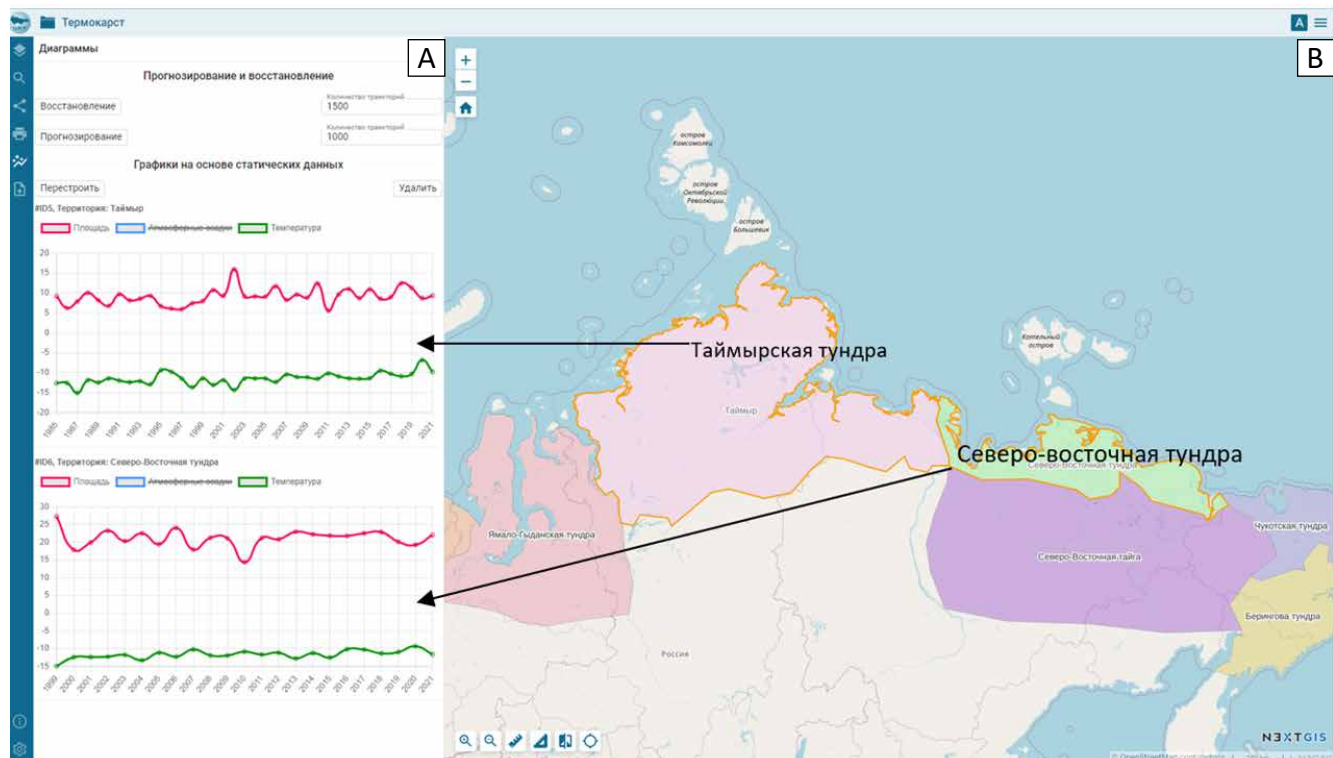 Термокарст
A
Диаграммы
A
B
Прогнозирование и восстановление
Восстановление
Количество траекторий
1500
Прогнозирование
Количество траекторий
1000
Графики на основе статических данных
Перестроить
Удалить
#ID5, Территория: Таймыр
Площадь Атмосферные осадки Температура
20
15
10
5
0
-5
-10
-15
-20
1985 1987 1989 1991 1993 1995 1997 1999 2001 2003 2005 2007 2009 2011 2013 2015 2017 2019 2021
#ID6, Территория: Северо-Восточная тундра
Площадь Атмосферные осадки Температура
30
25
20
15
10
5
0
-5
-10
-15
1999 2000 2001 2002 2003 2004 2005 2006 2007 2008 2009 2010 2011 2012 2013 2014 2015 2016 2017 2018 2019 2020 2021
+
−
остров
Комсомолец
остров
Октябрьской
Революции
остров
Большевик
Котельный
остров
Таймырская тундра
Таймыр
Северо-восточная тундра
Северо-Восточная тундра
Ямало-Гыданская тундра
Чукотская тундра
Северо-Восточная тайга
Берингова тундра
Россия
NEXTGIS